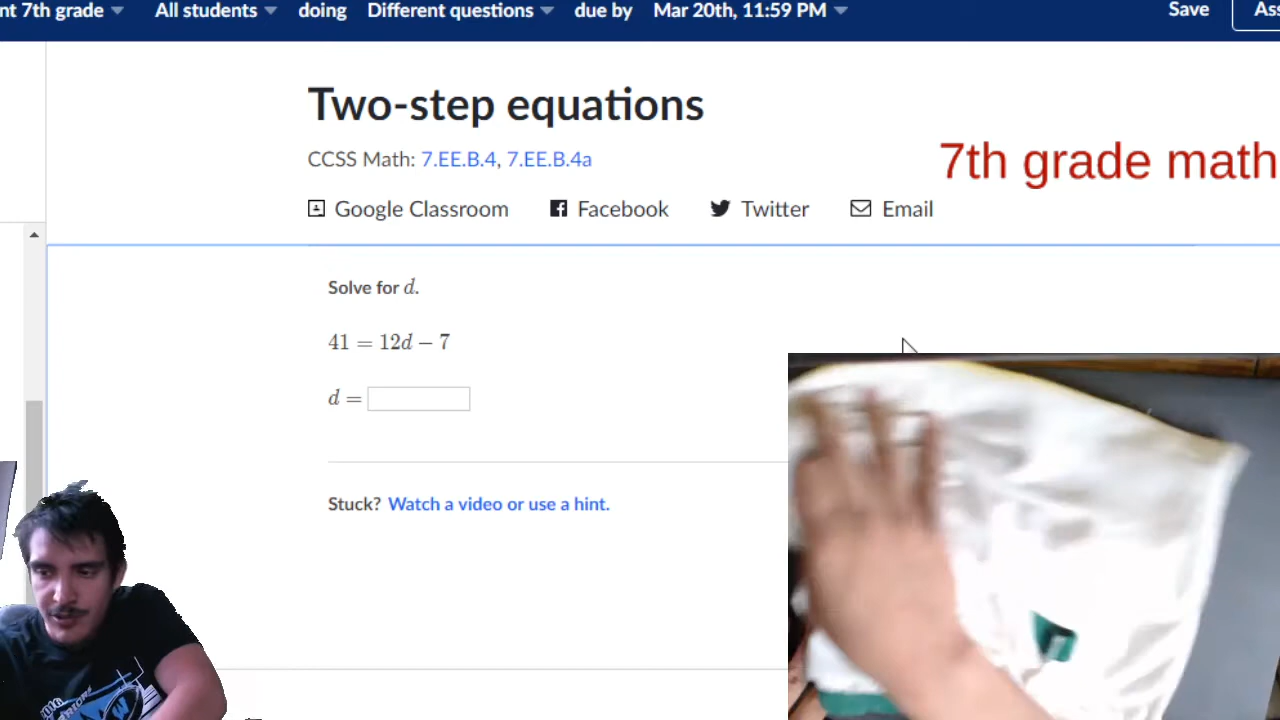 nt 7th grade All students doing Different questions due by Mar 20th, 11:59 PM Save Ass
Two-step equations
CCSS Math: 7.EE.B.4, 7.EE.B.4a
7th grade math
Google Classroom Facebook Twitter Email
Solve for d.
41 = 12d − 7
d =
Stuck? Watch a video or use a hint.